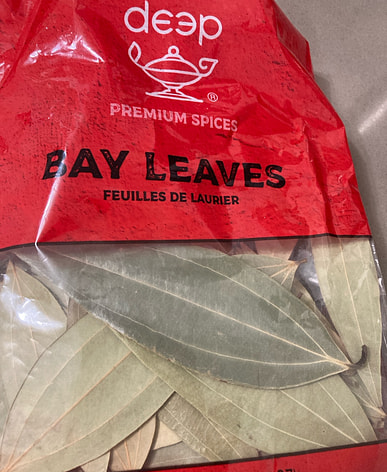 deep
®
PREMIUM SPICES
BAY LEAVES
FEUILLES DE LAURIER